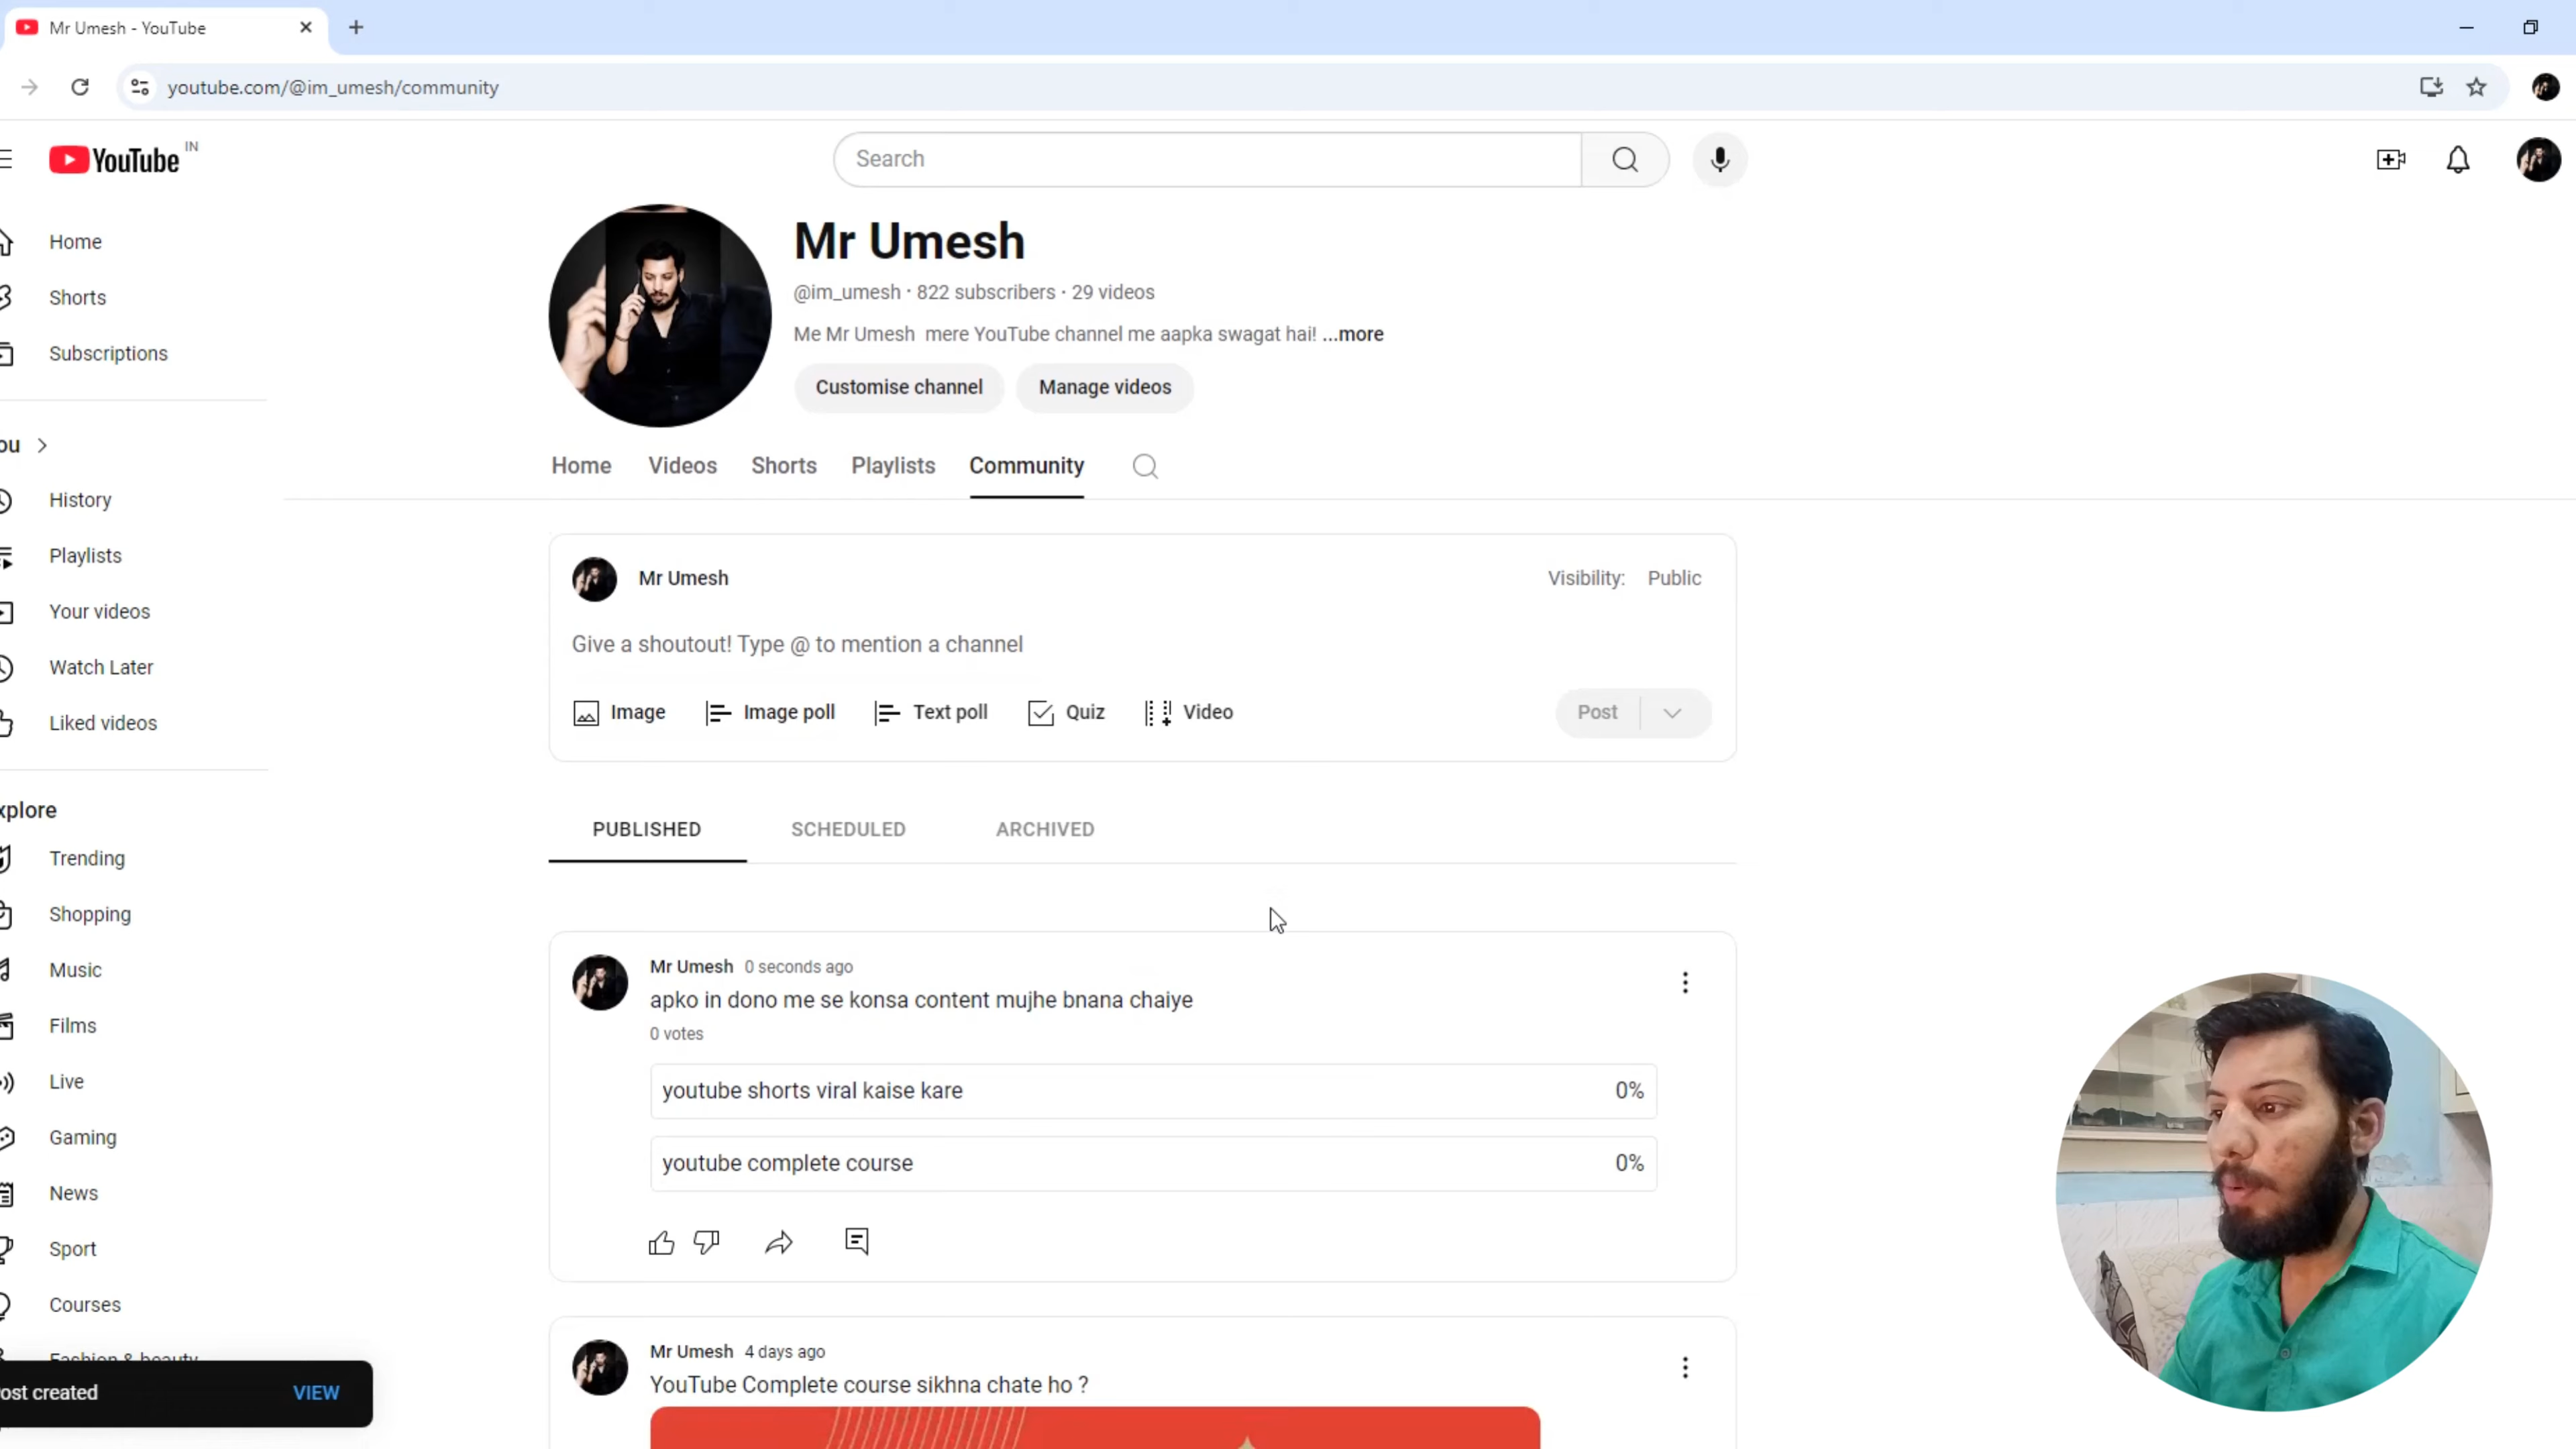 Mr Umesh - YouTube
youtube.com/@im_umesh/community
YouTube IN
Search
Home
Shorts
Subscriptions
ou
History
Playlists
Your videos
Watch Later
Liked videos
xplore
Trending
Shopping
Music
Films
Live
Gaming
News
Sport
Courses
Fashion & beauty
ost created VIEW
Mr Umesh
@im_umesh · 822 subscribers · 29 videos
Me Mr Umesh mere YouTube channel me aapka swagat hai! ...more
Customise channel Manage videos
Home Videos Shorts Playlists Community
Mr Umesh Visibility: Public
Give a shoutout! Type @ to mention a channel
Image Image poll Text poll Quiz Video Post
PUBLISHED SCHEDULED ARCHIVED
Mr Umesh 0 seconds ago
apko in dono me se konsa content mujhe bnana chaiye
0 votes
youtube shorts viral kaise kare 0%
youtube complete course 0%
Mr Umesh 4 days ago
YouTube Complete course sikhna chate ho ?